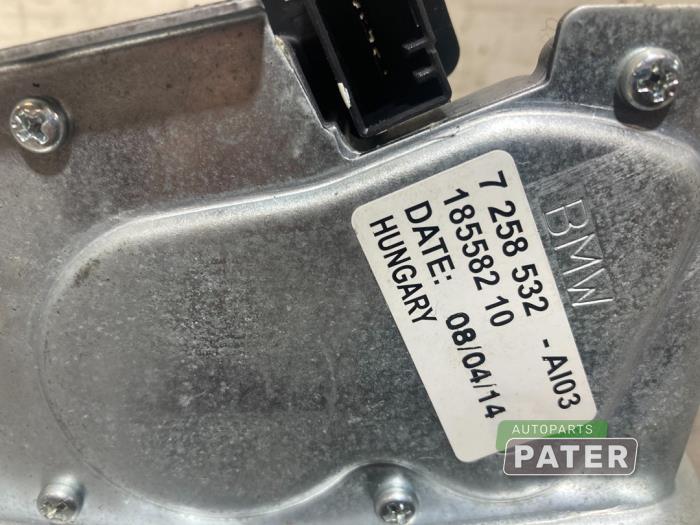 7 258 532 - AI03
185582 10
DATE: 08/04/14
HUNGARY
BMW
AUTOPARTS
PATER